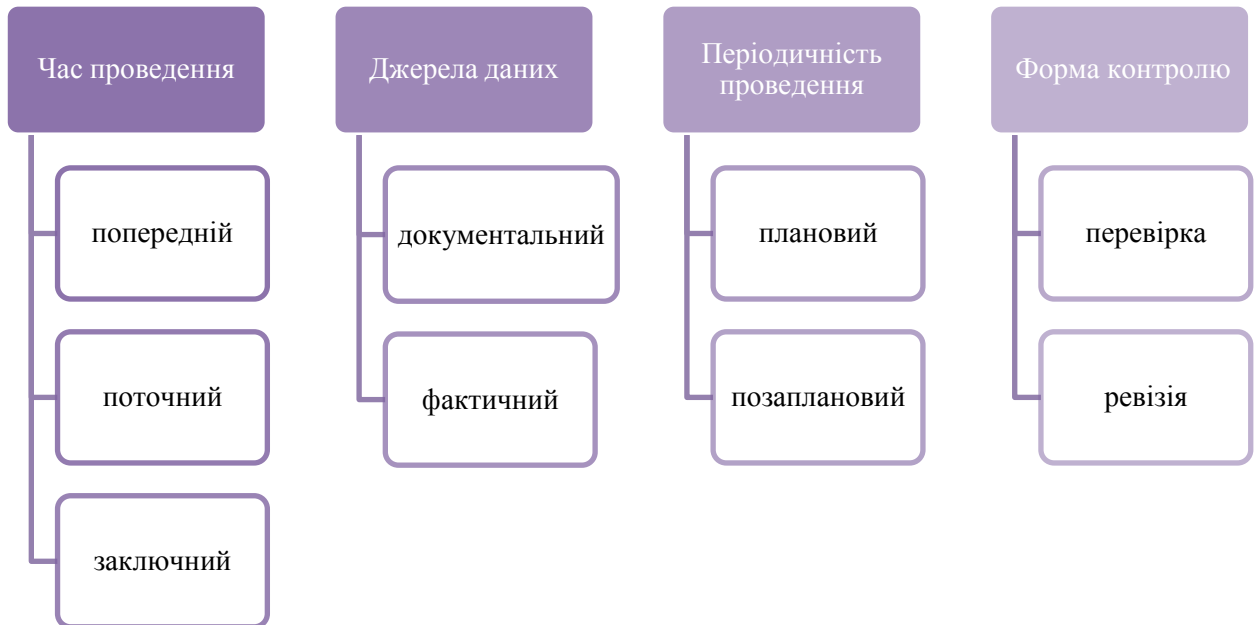 Час проведення
попередній
поточний
заключний
Джерела даних
документальний
фактичний
Періодичність
проведення
плановий
позаплановий
Форма контролю
перевірка
ревізія